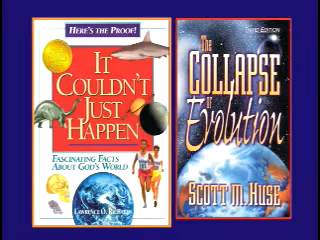 HERE'S THE PROOF!
IT
COULDN'T
JUST
HAPPEN
FASCINATING FACTS
ABOUT GOD'S WORLD
LAWRENCE O. RICHARDS
THIRD EDITION
The
COLLAPSE
OF
Evolution
SCOTT M. HUSE